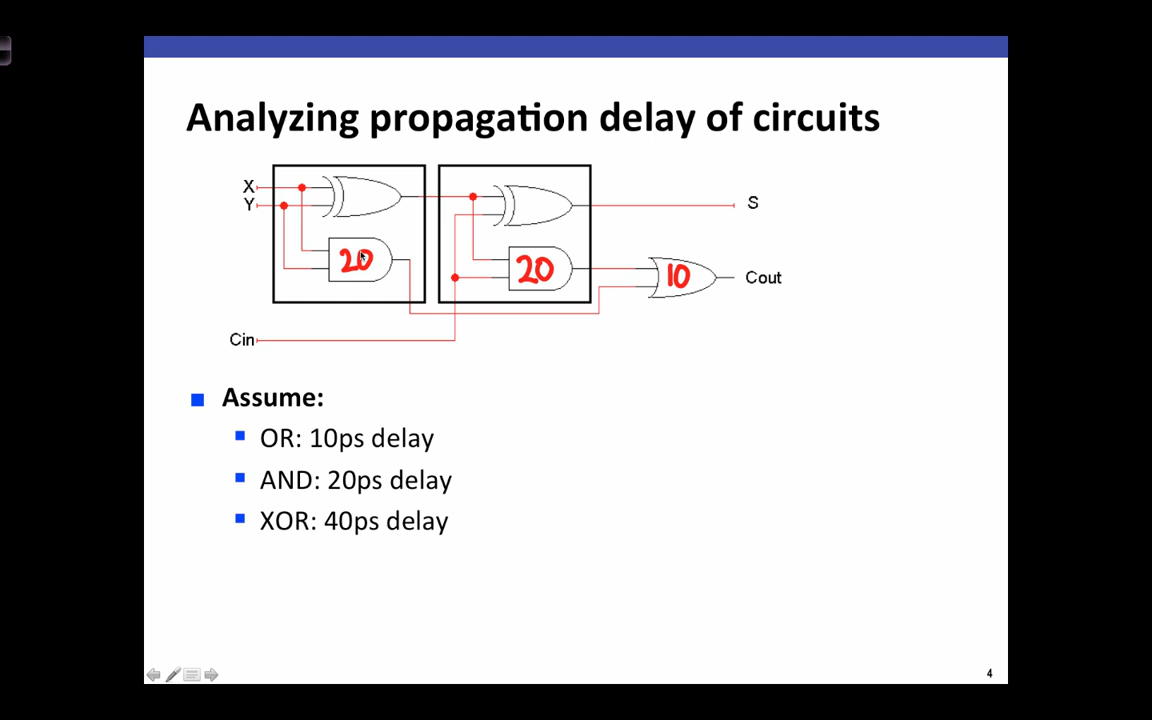 Analyzing propagation delay of circuits
X
Y
S
20
20
10
Cout
Cin
Assume:
OR: 10ps delay
AND: 20ps delay
XOR: 40ps delay
4